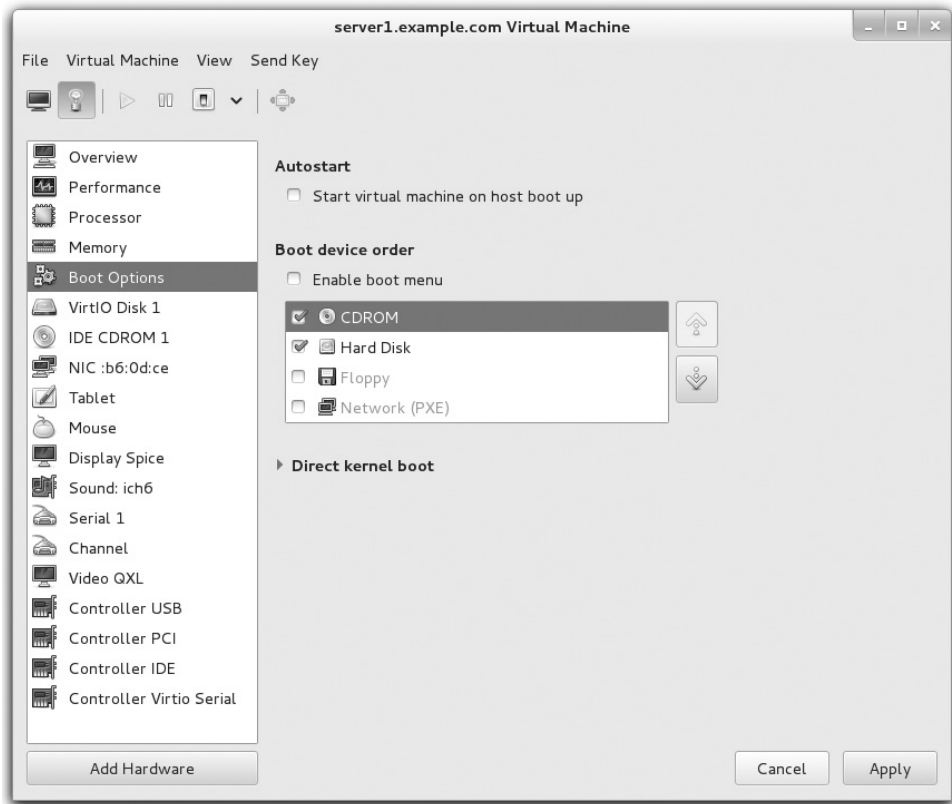 server1.example.com Virtual Machine
File Virtual Machine View Send Key
Overview
Performance
Processor
Memory
Boot Options
VirtIO Disk 1
IDE CDROM 1
NIC :b6:0d:ce
Tablet
Mouse
Display Spice
Sound: ich6
Serial 1
Channel
Video QXL
Controller USB
Controller PCI
Controller IDE
Controller Virtio Serial
Add Hardware
Autostart
Start virtual machine on host boot up
Boot device order
Enable boot menu
CDROM
Hard Disk
Floppy
Network (PXE)
Direct kernel boot
Cancel Apply